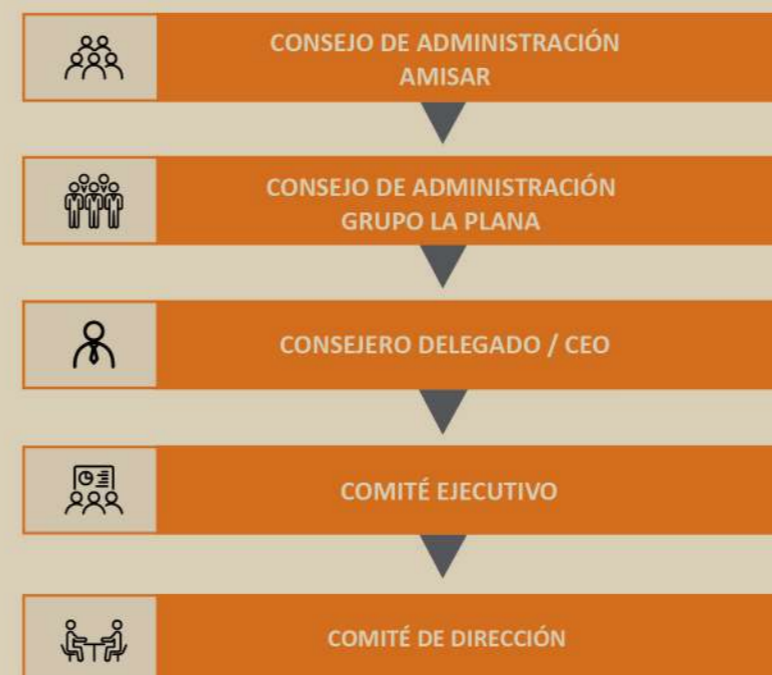 CONSEJO DE ADMINISTRACIÓN
AMISAR
CONSEJO DE ADMINISTRACIÓN
GRUPO LA PLANA
CONSEJERO DELEGADO / CEO
COMITÉ EJECUTIVO
COMITÉ DE DIRECCIÓN